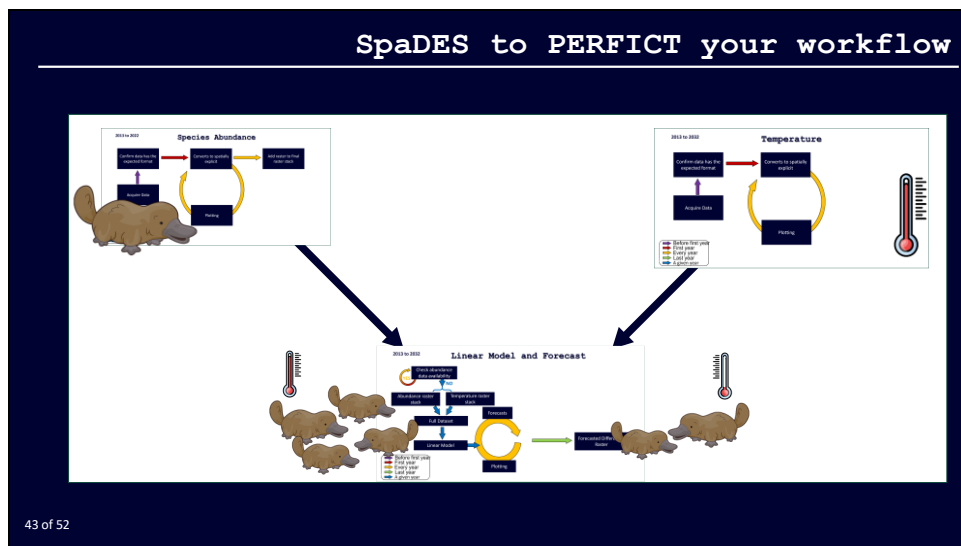 SpaDES to PERFICT your workflow
2013 to 2022
Species Abundance
Confirm data has the
expected format
Converts to spatially
explicit
Add raster to final
raster stack
Acquire Data
Plotting
2013 to 2022
Temperature
Confirm data has the
expected format
Converts to spatially
explicit
Acquire Data
Plotting
Before first year
First year
Every year
Last year
A given year
2013 to 2022
Linear Model and Forecast
Check abundance
data availability
NO
Abundance raster
stack
Temperature raster
stack
Full Dataset
Linear Model
Forecasts
Plotting
Forecasted Differ
Raster
Before first year
First year
Every year
Last year
A given year
43 of 52